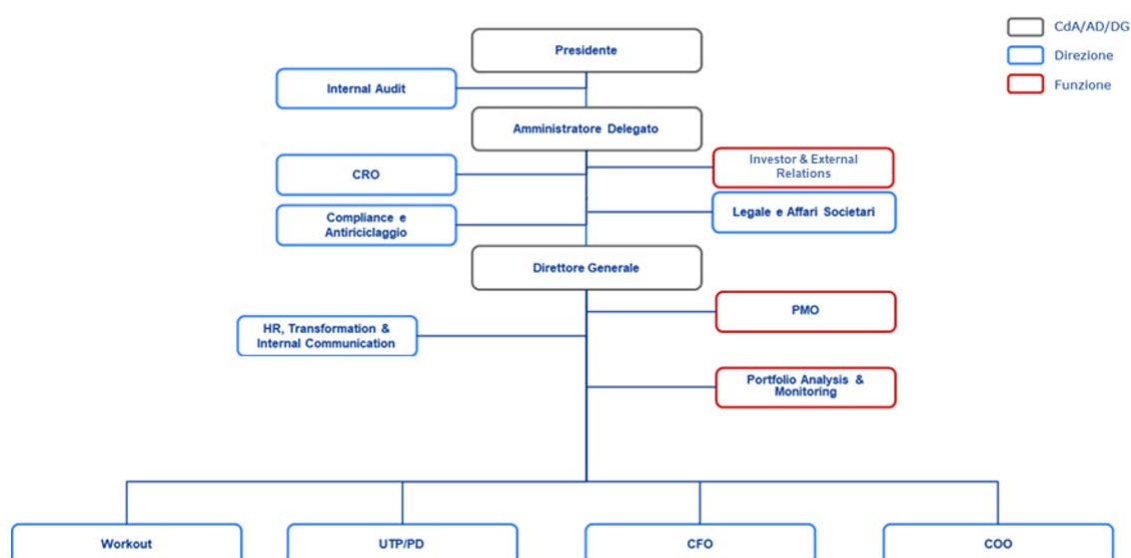 Presidente
CdA/AD/DG
Direzione
Funzione
Internal Audit
Amministratore Delegato
Investor & External
Relations
CRO
Legale e Affari Societari
Compliance e
Antiriciclaggio
Direttore Generale
PMO
HR, Transformation &
Internal Communication
Portfolio Analysis &
Monitoring
Workout
UTP/PD
CFO
COO